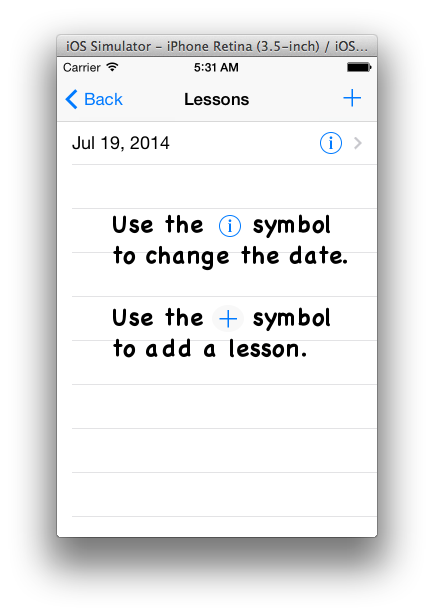 iOS Simulator – iPhone Retina (3.5-inch) / iOS...
Carrier 5:31 AM
Back Lessons +
Jul 19, 2014 i
Use the i symbol
to change the date.
Use the + symbol
to add a lesson.